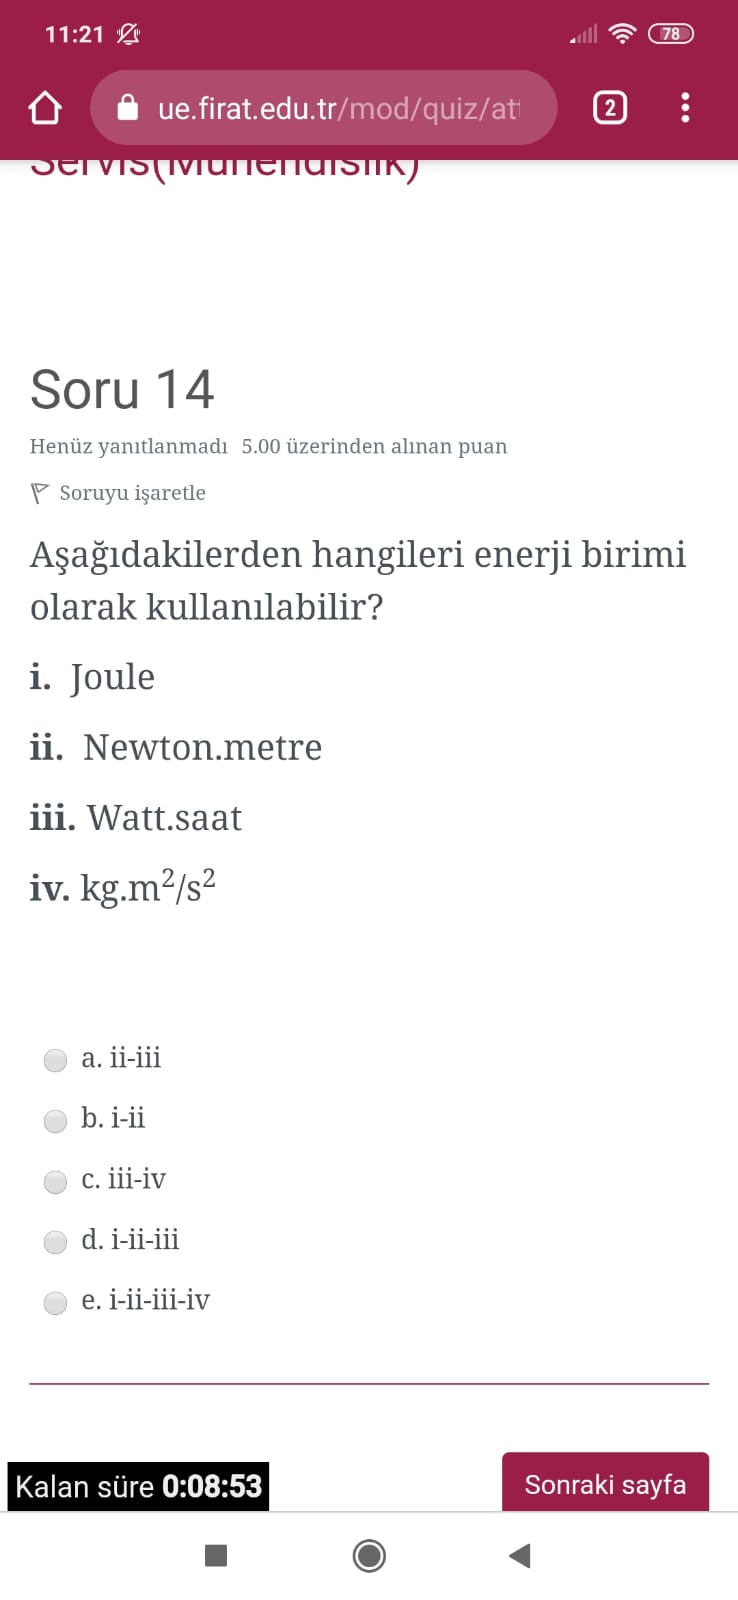 11:21
78
ue.firat.edu.tr/mod/quiz/at
2
Servis(Mühendislik)
Soru 14
Henüz yanıtlanmadı 5.00 üzerinden alınan puan
Soruyu işaretle
Aşağıdakilerden hangileri enerji birimi
olarak kullanılabilir?
i. Joule
ii. Newton.metre
iii. Watt.saat
iv. kg.m²/s²
a. ii-iii
b. i-ii
c. iii-iv
d. i-ii-iii
e. i-ii-iii-iv
Kalan süre 0:08:53
Sonraki sayfa